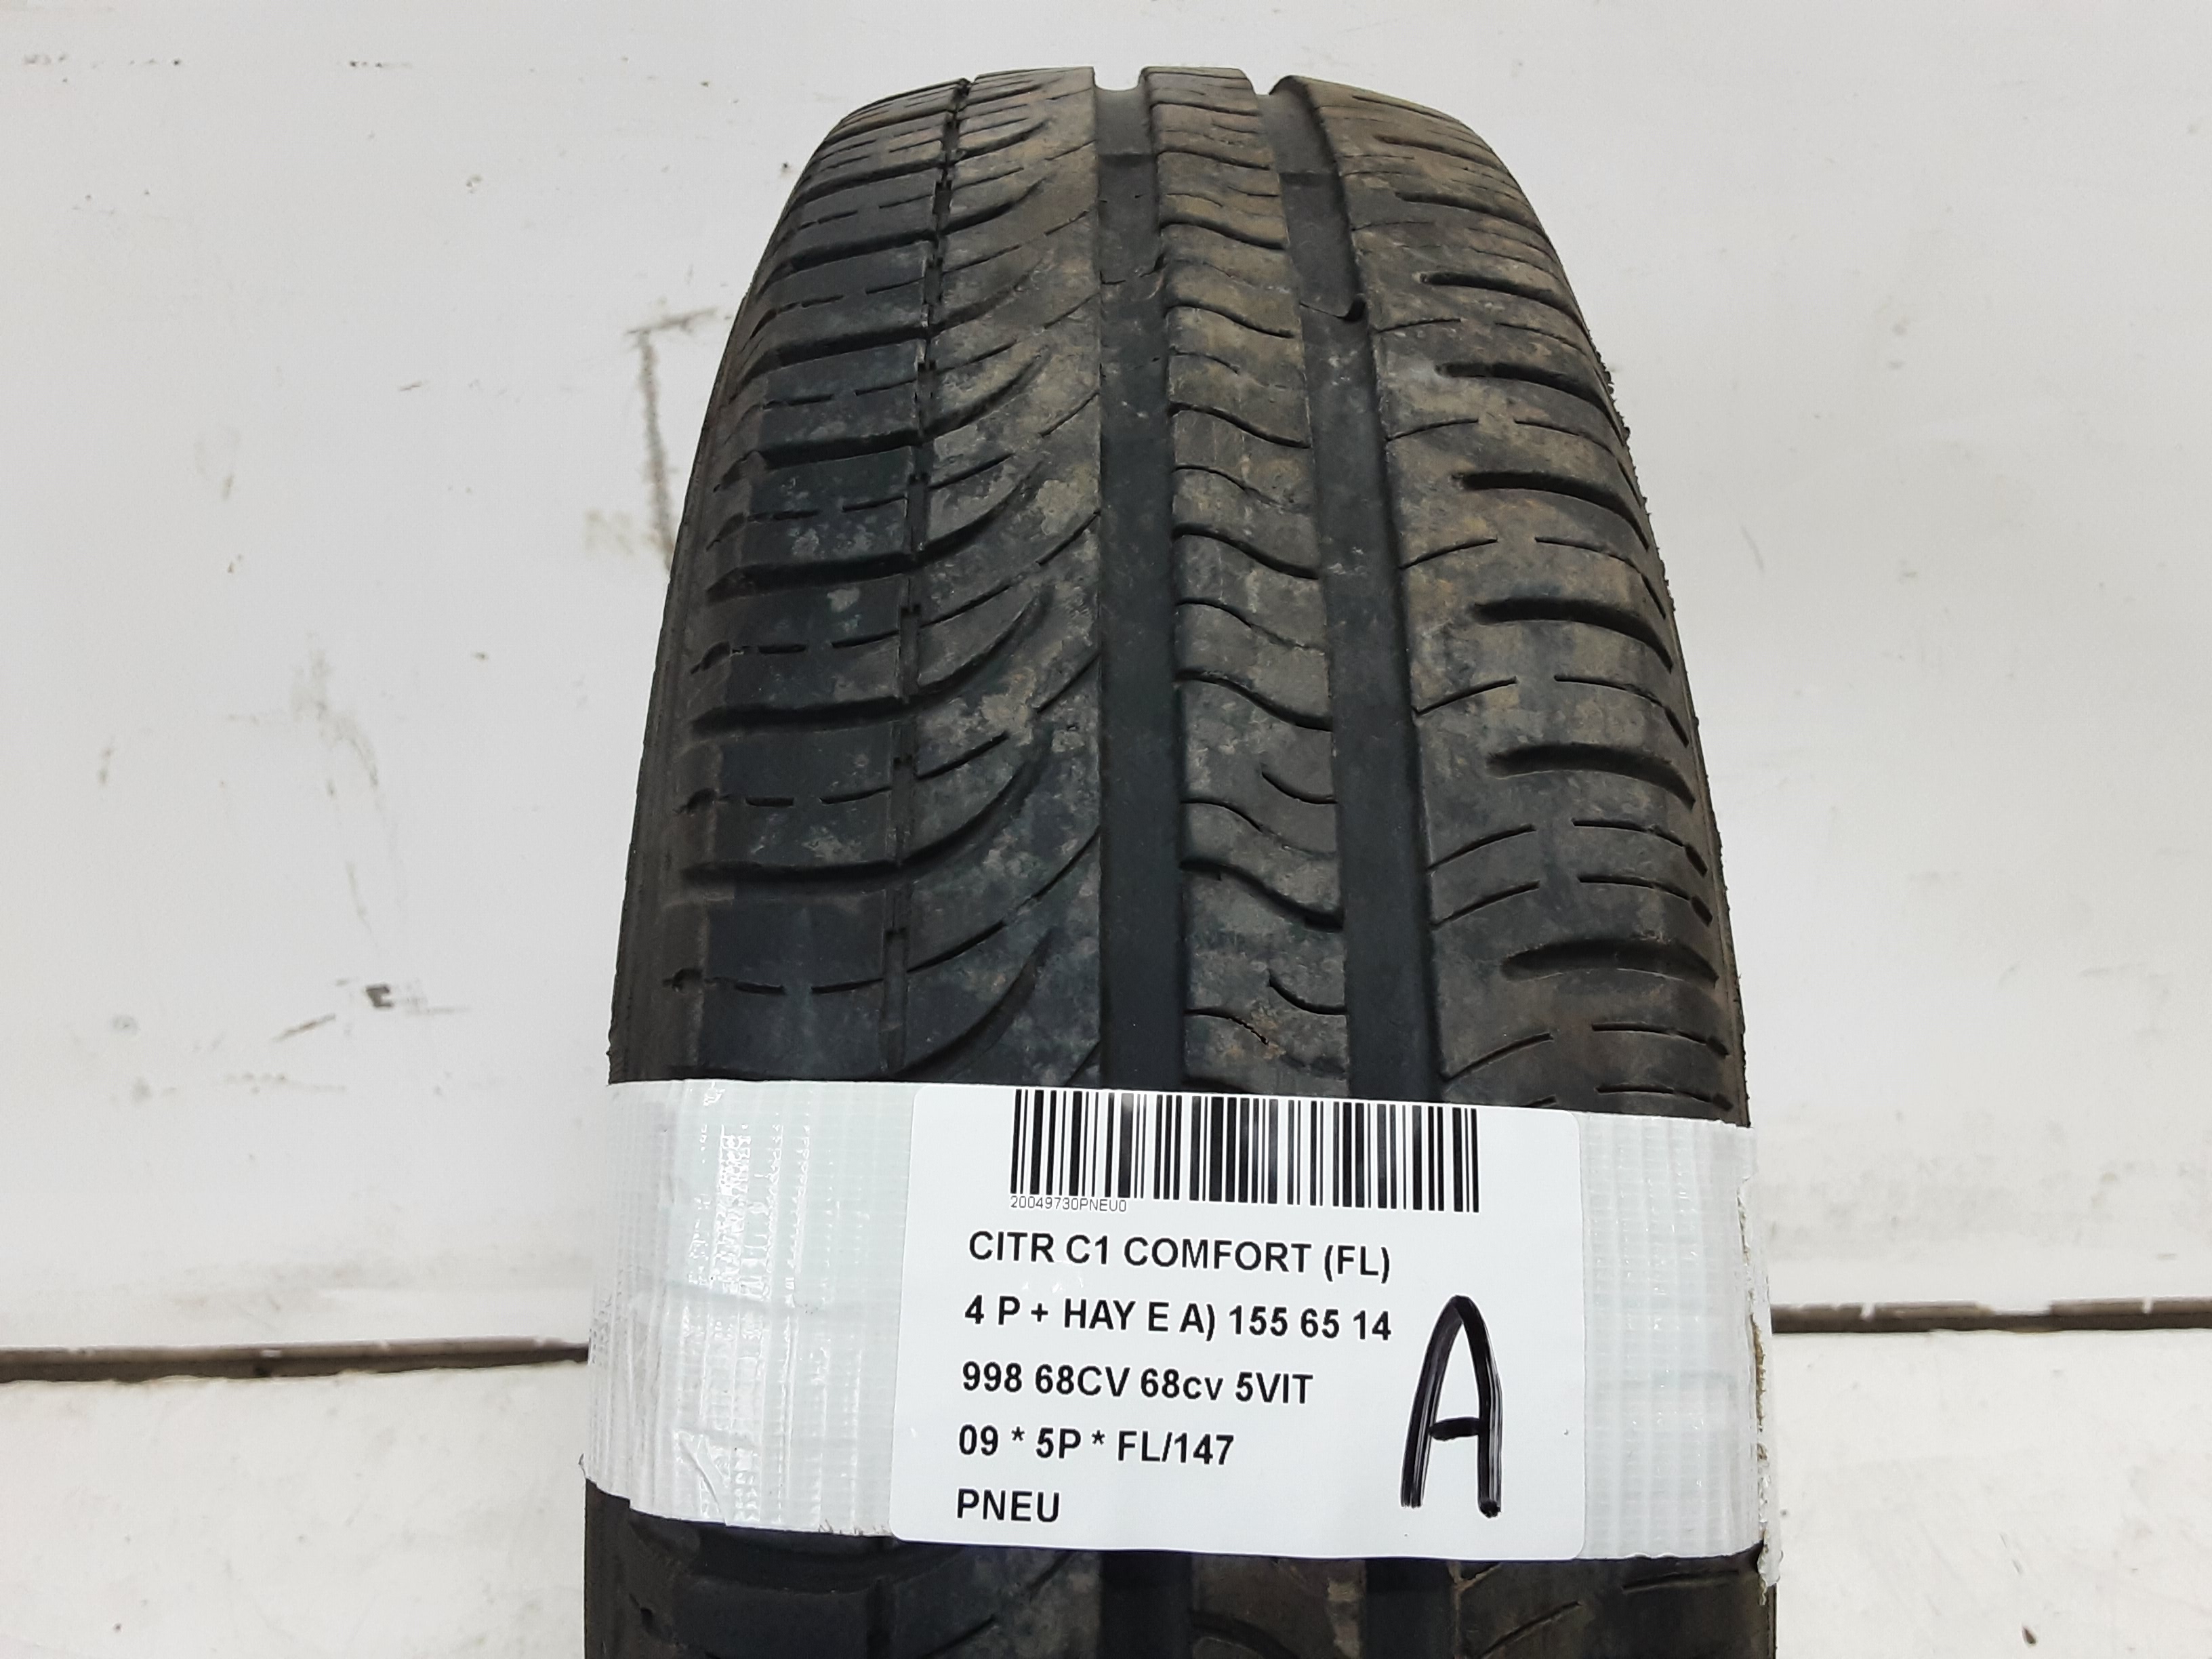 20049730PNEU0
CITR C1 COMFORT (FL)
4 P + HAY E A) 155 65 14
998 68CV 68cv 5VIT
09 * 5P * FL/147
PNEU
A